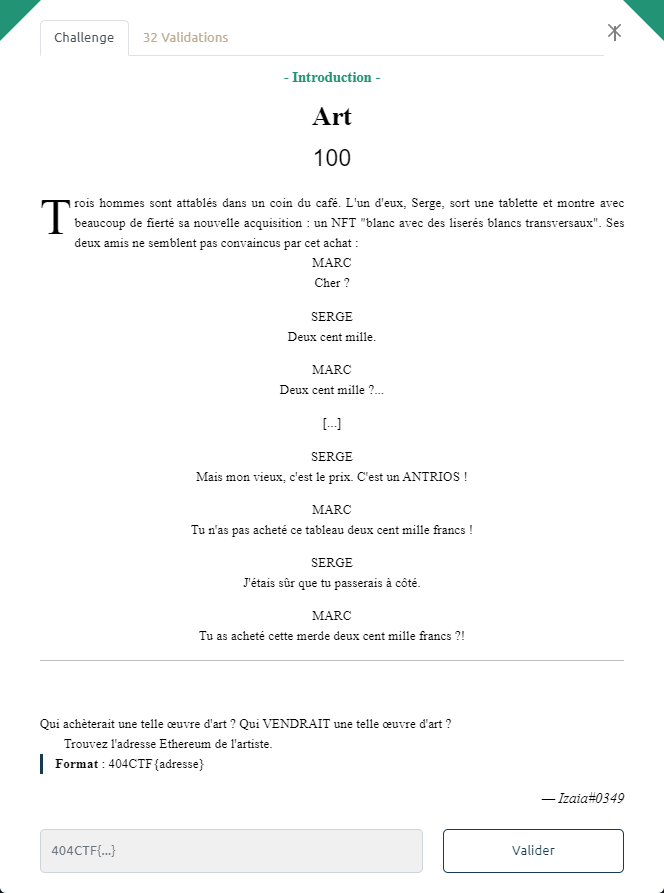 Challenge
32 Validations
- Introduction -
Art
100
Trois hommes sont attablés dans un coin du café. L'un d'eux, Serge, sort une tablette et montre avec
beaucoup de fierté sa nouvelle acquisition : un NFT "blanc avec des liserés blancs transversaux". Ses
deux amis ne semblent pas convaincus par cet achat :
MARC
Cher ?
SERGE
Deux cent mille.
MARC
Deux cent mille ?...
[...]
SERGE
Mais mon vieux, c'est le prix. C'est un ANTRIOS !
MARC
Tu n'as pas acheté ce tableau deux cent mille francs !
SERGE
J'étais sûr que tu passerais à côté.
MARC
Tu as acheté cette merde deux cent mille francs ?!
Qui achèterait une telle œuvre d'art ? Qui VENDRAIT une telle œuvre d'art ?
Trouvez l'adresse Ethereum de l'artiste.
Format : 404CTF{adresse}
— Izaia#0349
404CTF{...}
Valider